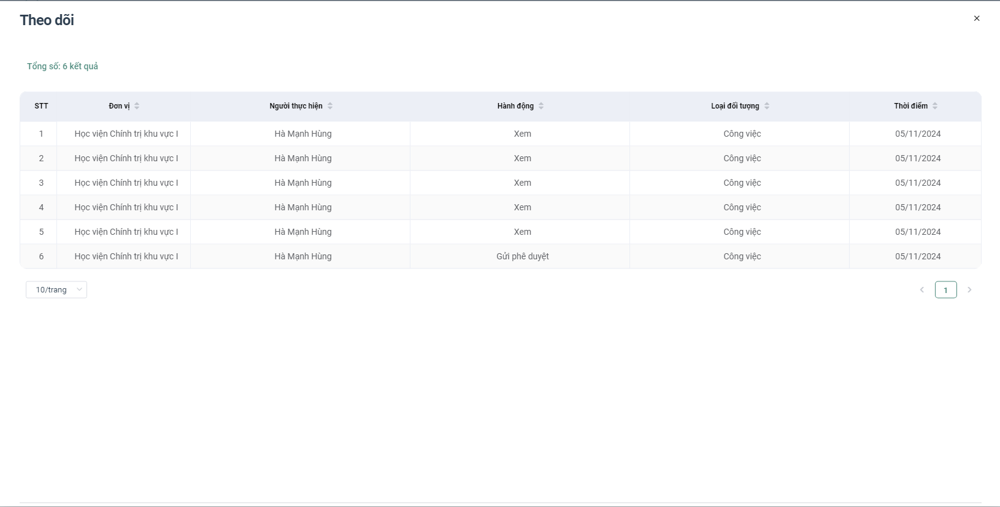 Theo dõi
Tổng số: 6 kết quả
STT Đơn vị Người thực hiện Hành động Loại đối tượng Thời điểm
1 Học viện Chính trị khu vực I Hà Mạnh Hùng Xem Công việc 05/11/2024
2 Học viện Chính trị khu vực I Hà Mạnh Hùng Xem Công việc 05/11/2024
3 Học viện Chính trị khu vực I Hà Mạnh Hùng Xem Công việc 05/11/2024
4 Học viện Chính trị khu vực I Hà Mạnh Hùng Xem Công việc 05/11/2024
5 Học viện Chính trị khu vực I Hà Mạnh Hùng Xem Công việc 05/11/2024
6 Học viện Chính trị khu vực I Hà Mạnh Hùng Gửi phê duyệt Công việc 05/11/2024
10/trang 1